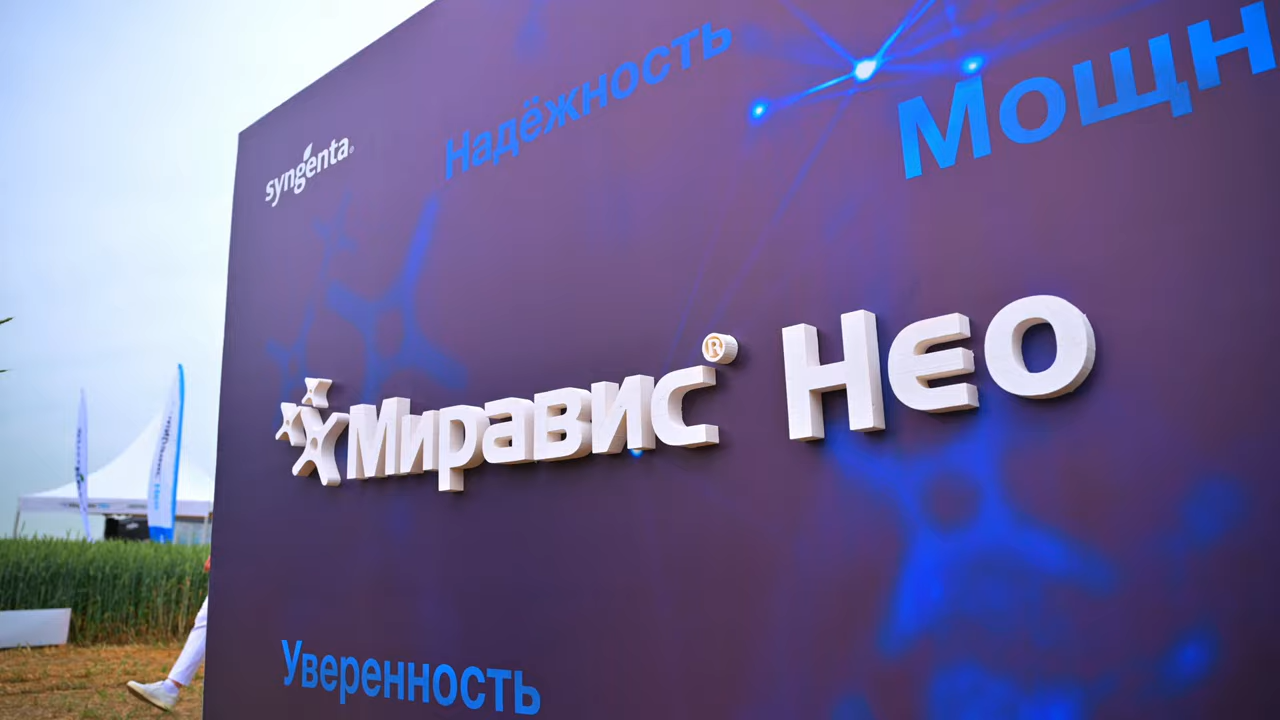 syngenta®
Надёжность
Мощн
Миравис® Нео
Уверенность